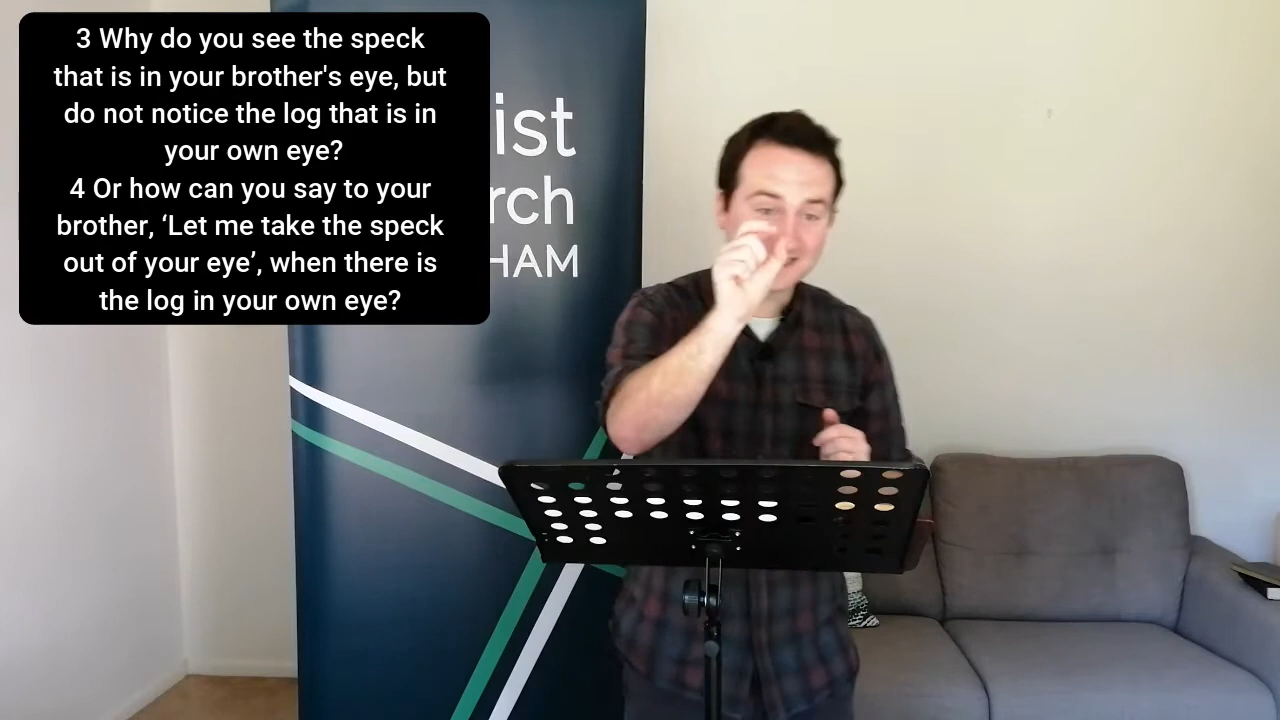 3 Why do you see the speck
that is in your brother's eye, but
do not notice the log that is in
your own eye?
4 Or how can you say to your
brother, ‘Let me take the speck
out of your eye’, when there is
the log in your own eye?
ist
rch
HAM